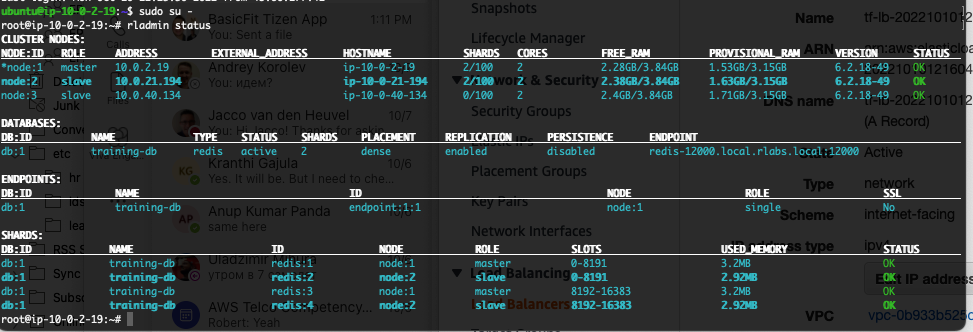 ubuntu@ip-10-0-2-19:~$ sudo su -
root@ip-10-0-2-19:~# rladmin status
CLUSTER NODES:
NODE:ID ROLE ADDRESS EXTERNAL_ADDRESS HOSTNAME SHARDS CORES FREE_RAM PROVISIONAL_RAM VERSION STATUS
*node:1 master 10.0.2.19 ip-10-0-2-19 2/100 2 2.28GB/3.84GB 1.53GB/3.15GB 6.2.18-49 OK
node:2 slave 10.0.21.194 ip-10-0-21-194 2/100 2 2.38GB/3.84GB 1.63GB/3.15GB 6.2.18-49 OK
node:3 slave 10.0.40.134 ip-10-0-40-134 0/100 2 2.4GB/3.84GB 1.71GB/3.15GB 6.2.18-49 OK
DATABASES:
DB:ID NAME TYPE STATUS SHARDS PLACEMENT REPLICATION PERSISTENCE ENDPOINT
db:1 training-db redis active 2 dense enabled disabled redis-12000.local.rlabs.local:12000
ENDPOINTS:
DB:ID NAME ID NODE ROLE SSL
db:1 training-db endpoint:1:1 node:1 single No
SHARDS:
DB:ID NAME ID NODE ROLE SLOTS USED_MEMORY STATUS
db:1 training-db redis:1 node:1 master 0-8191 3.2MB OK
db:1 training-db redis:2 node:2 slave 0-8191 2.92MB OK
db:1 training-db redis:3 node:1 master 8192-16383 3.2MB OK
db:1 training-db redis:4 node:2 slave 8192-16383 2.92MB OK
root@ip-10-0-2-19:~#
BasicFit Tizen App 1:11 PM
You: Sent a file
Andrey Korolev
You: идем?
Jacco van den Heuvel
You: Hi, Jacco! Thanks for
Kranthi Gajula 10/6
KG
Yes. It will. But I need to che...
Anup Kumar Panda
AP
same here
Uladzimir
утром в 7
AWS Telco Competency...
Robert: Yeah
Junk
etc
RSS
Sync
Snapshots
Lifecycle Manager
Network & Security
Security Groups
Placement Groups
Key Pairs
Network Interfaces
Load Balancing
Load Balancers
Name
tf-lb-2022101012
ARN
DNS name
tf-lb-2022101012
(A Record)
Active
Type
network
Scheme
internet-facing
IP address type
ipv4
Edit IP address
VPC
vpc-0b933b525c